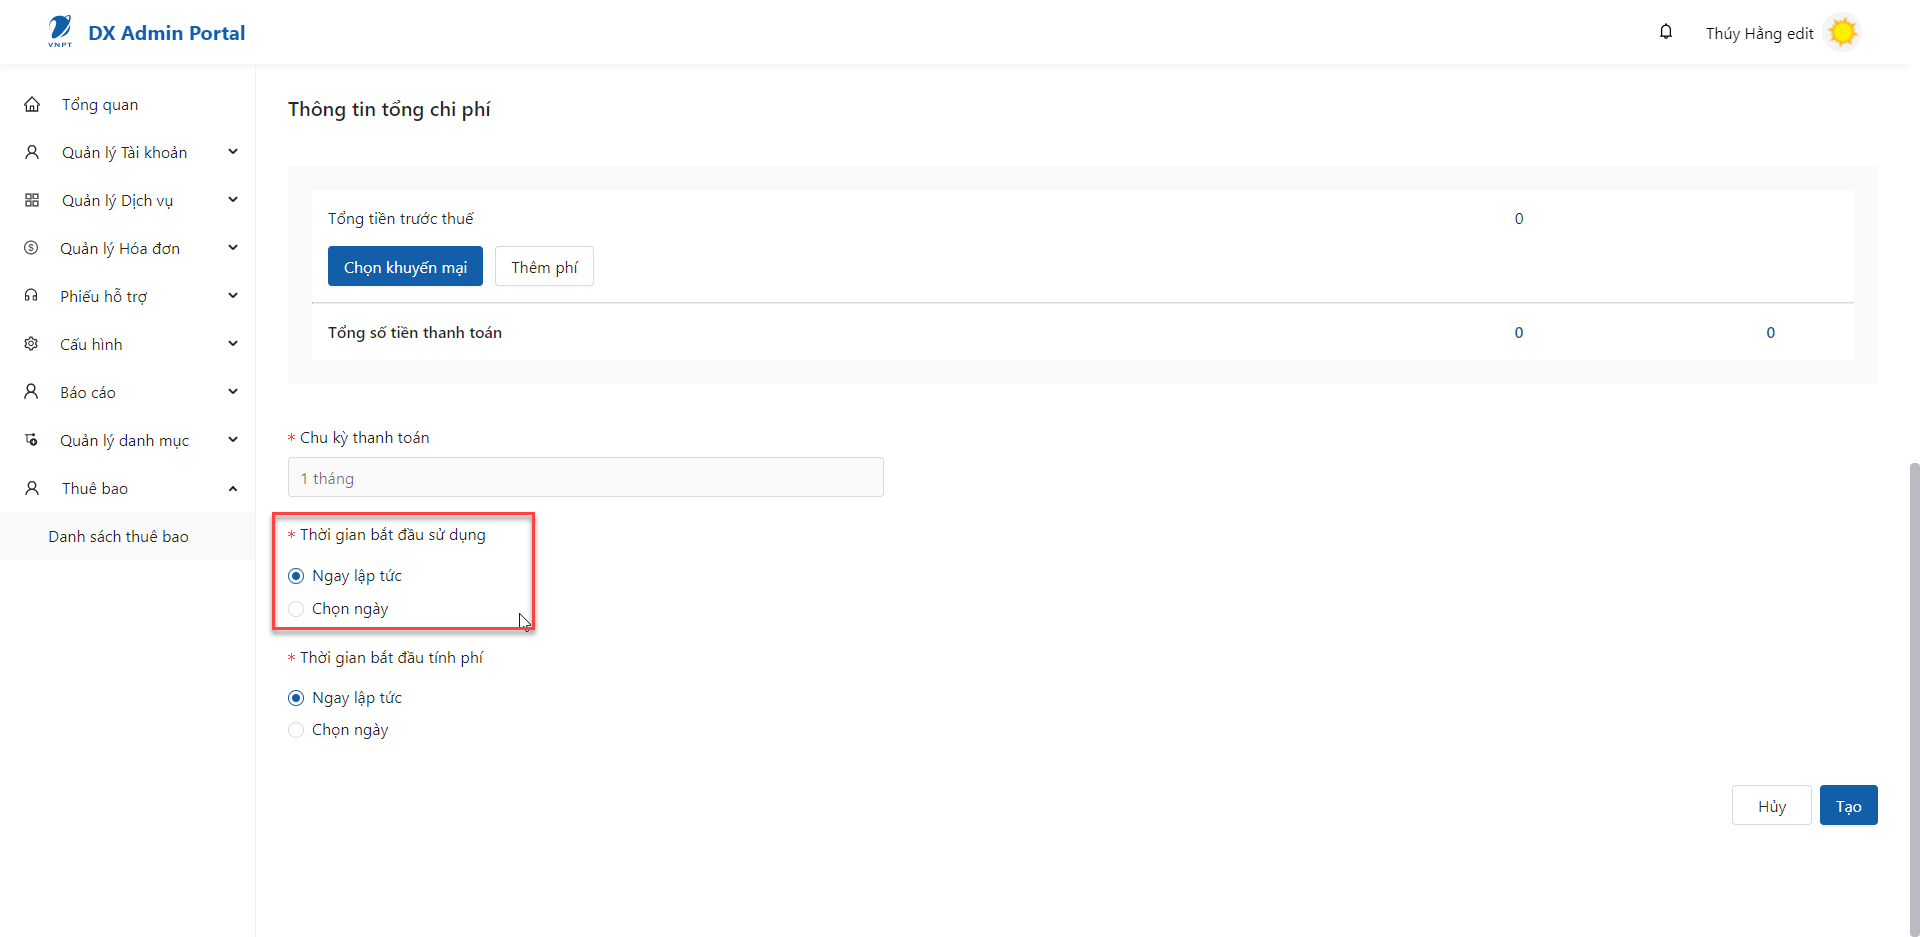 VNPT
DX Admin Portal
Thúy Hằng edit
Tổng quan
Quản lý Tài khoản
Quản lý Dịch vụ
Quản lý Hóa đơn
Phiếu hỗ trợ
Cấu hình
Báo cáo
Quản lý danh mục
Thuê bao
Danh sách thuê bao
Thông tin tổng chi phí
Tổng tiền trước thuế 0
Chọn khuyến mại Thêm phí
Tổng số tiền thanh toán 0 0
* Chu kỳ thanh toán
1 tháng
* Thời gian bắt đầu sử dụng
Ngay lập tức
Chọn ngày
* Thời gian bắt đầu tính phí
Ngay lập tức
Chọn ngày
Hủy Tạo